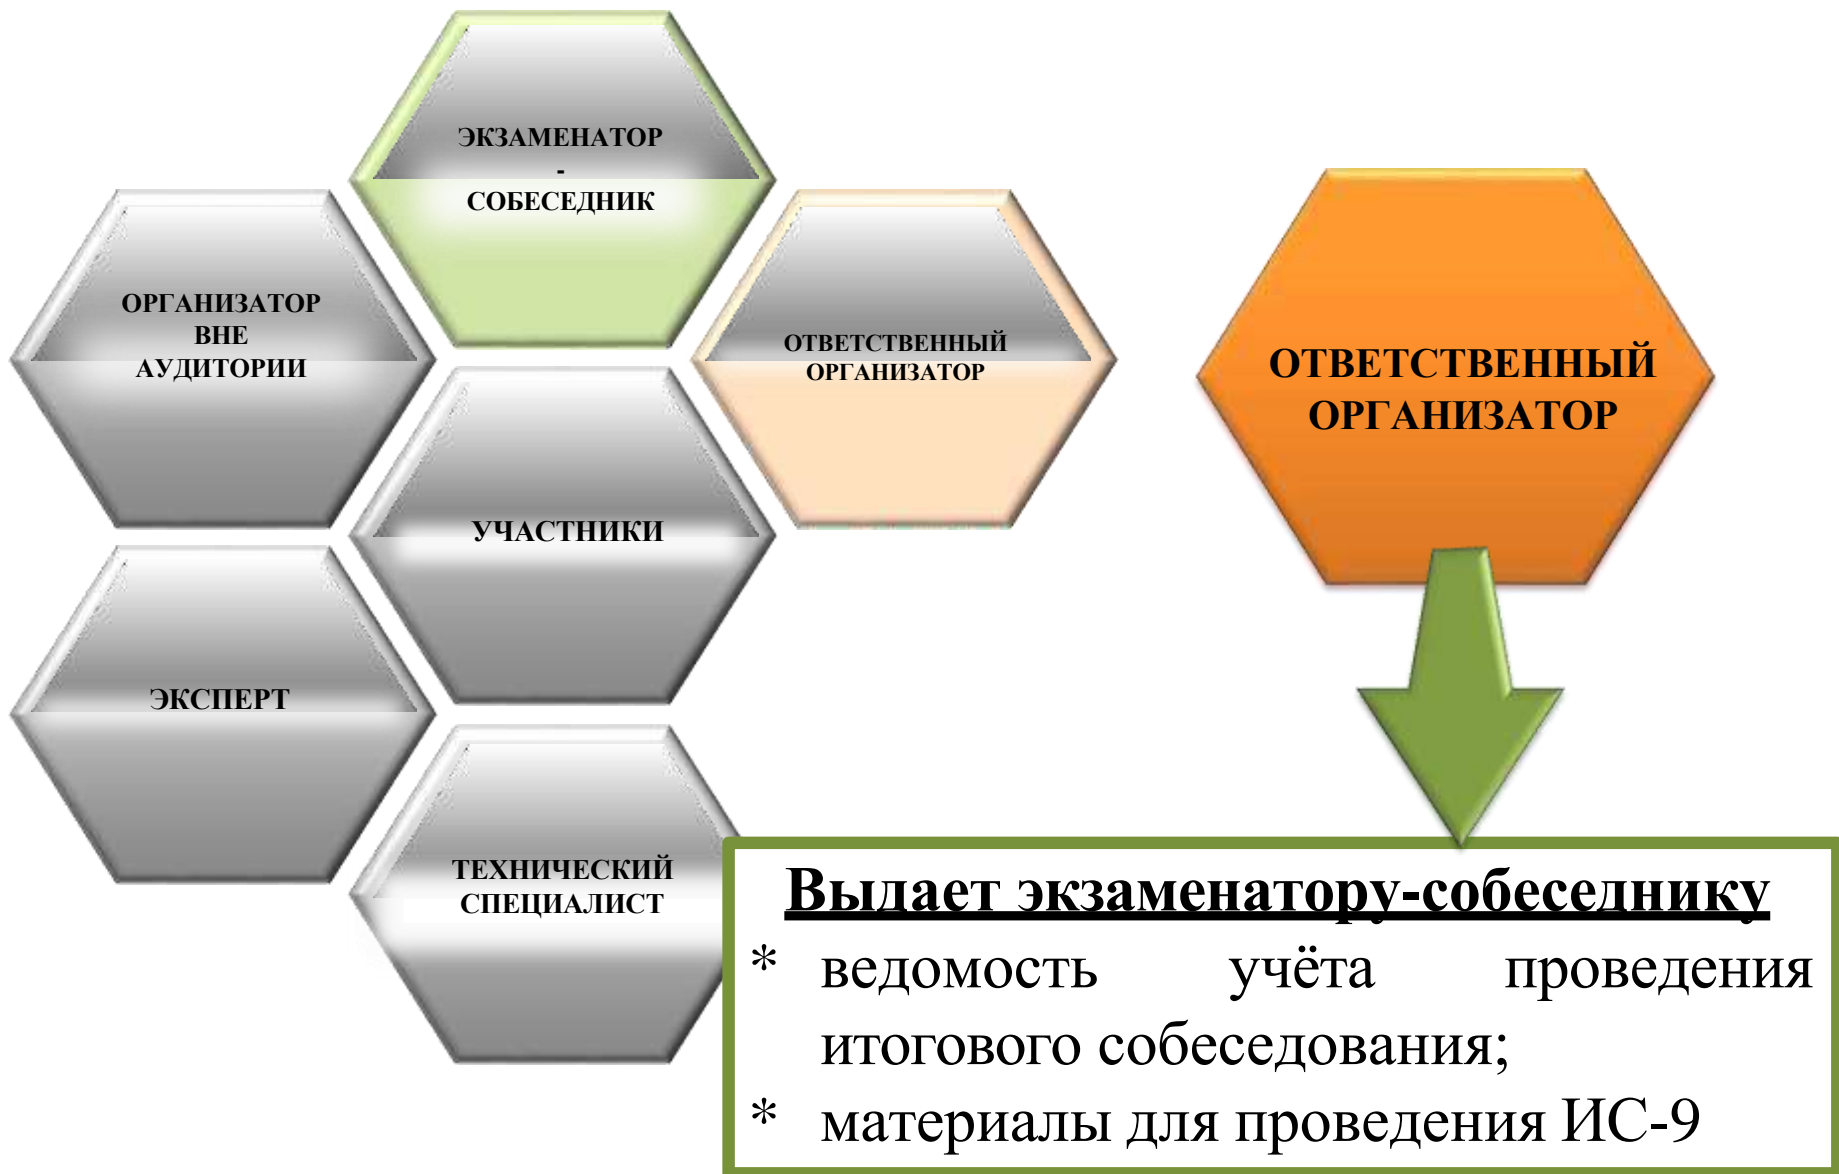 ЭКЗАМЕНАТОР
-
СОБЕСЕДНИК
ОРГАНИЗАТОР
ВНЕ
АУДИТОРИИ
ОТВЕТСТВЕННЫЙ
ОРГАНИЗАТОР
УЧАСТНИКИ
ЭКСПЕРТ
ТЕХНИЧЕСКИЙ
СПЕЦИАЛИСТ
ОТВЕТСТВЕННЫЙ
ОРГАНИЗАТОР
Выдает экзаменатору-собеседнику
* ведомость учёта проведения
итогового собеседования;
* материалы для проведения ИС-9